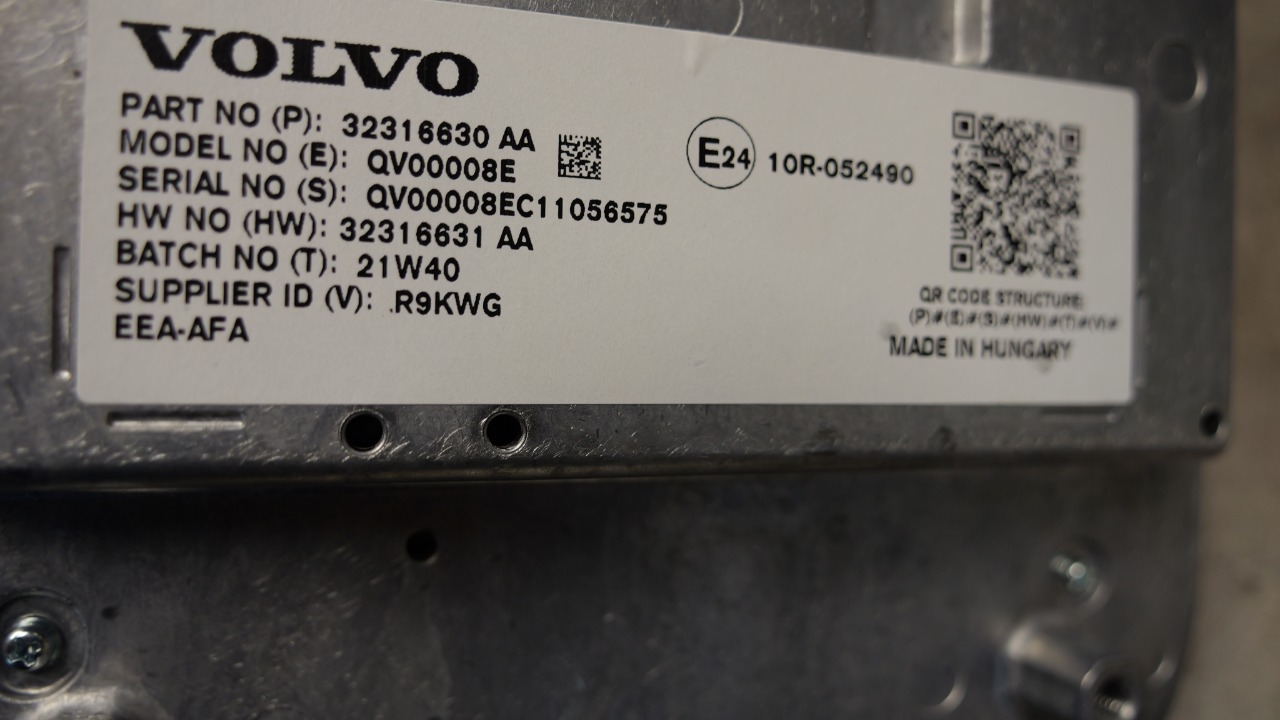 VOLVO
PART NO (P): 32316630 AA
MODEL NO (E): QV00008E
SERIAL NO (S): QV00008EC11056575
HW NO (HW): 32316631 AA
BATCH NO (T): 21W40
SUPPLIER ID (V): R9KWG
EEA-AFA
E24 10R-052490
QR CODE STRUCTURE:
(P)#(E)#(S)#(HW)#(T)#(V)#
MADE IN HUNGARY